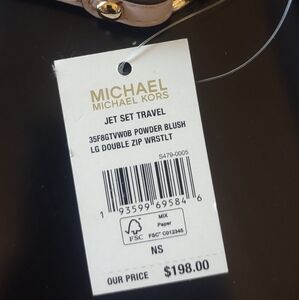 MICHAEL
MICHAEL KORS
JET SET TRAVEL
35F8GTVW0B POWDER BLUSH
LG DOUBLE ZIP WRSTLT
S479-0005
1 93599 69584 6
FSC
MIX
Paper
FSC® C012345
NS
OUR PRICE $198.00